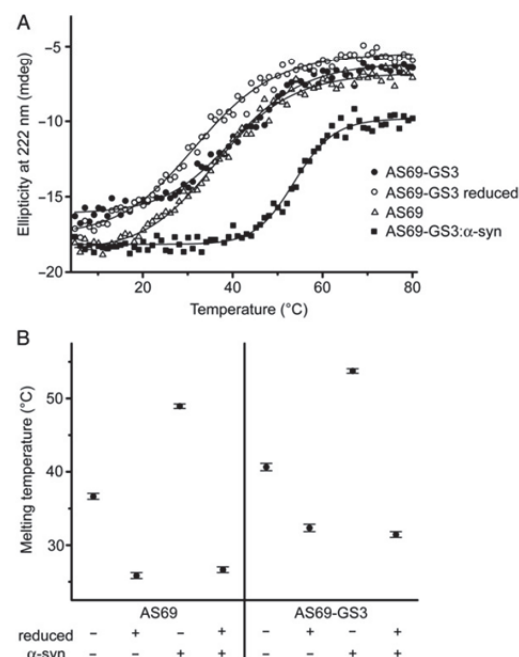 A
Ellipticity at 222 nm (mdeg)
−5
−10
−15
−20
20 40 60 80
Temperature (°C)
AS69-GS3
AS69-GS3 reduced
AS69
AS69-GS3:α-syn
B
Melting temperature (°C)
50
40
30
AS69 AS69-GS3
reduced − + − + − + − +
α-syn − − + + − − + +